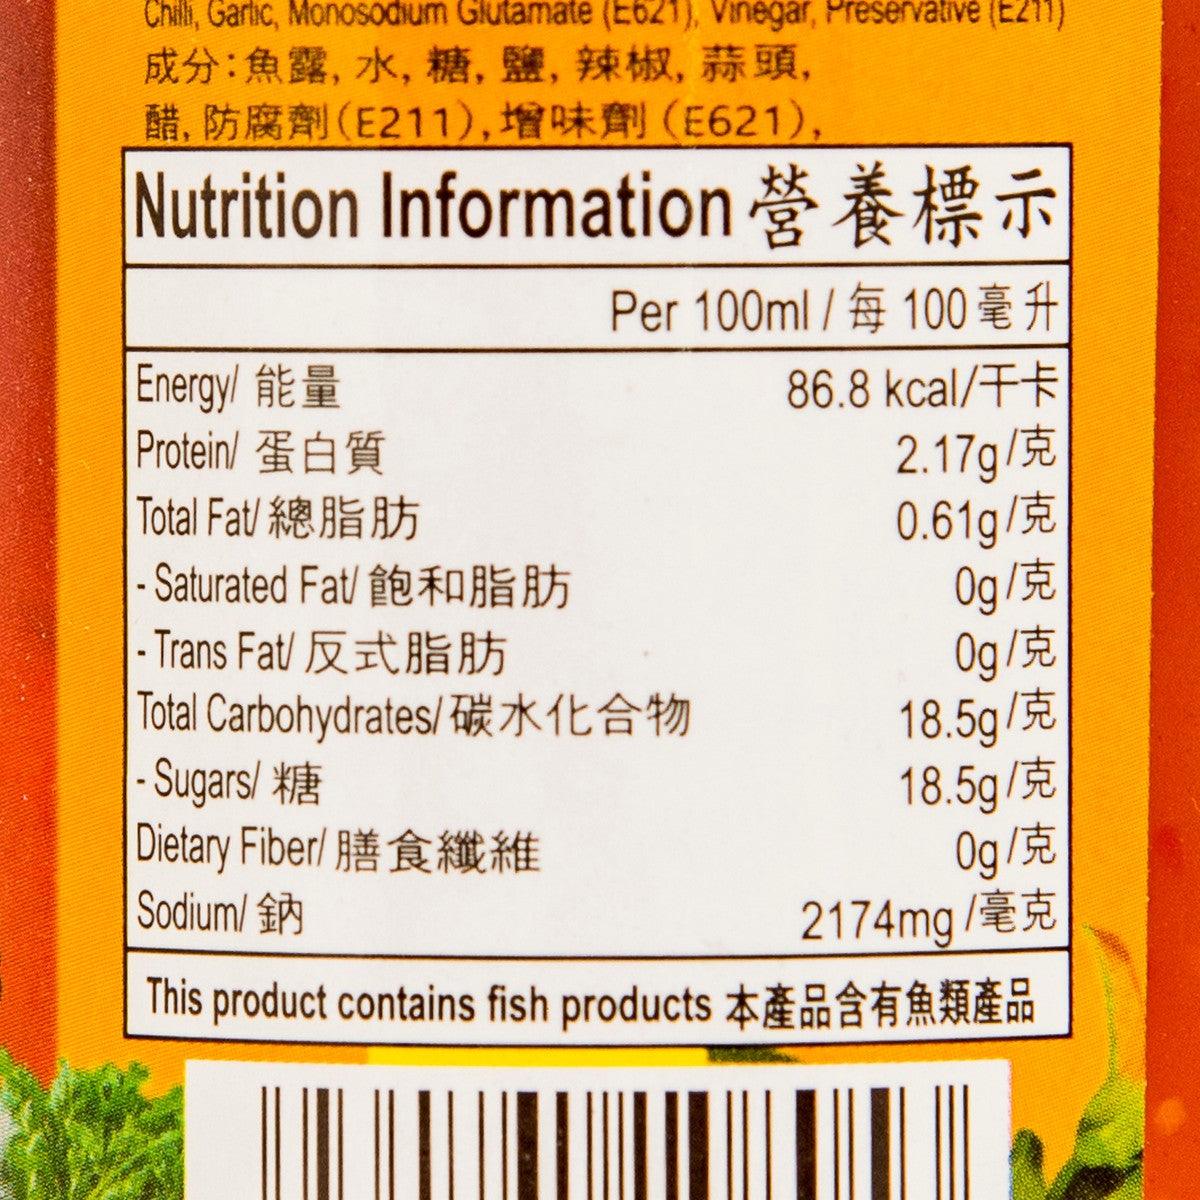 Chilli, Garlic, Monosodium Glutamate (E621), Vinegar, Preservative (E211)
成分：魚露, 水, 糖, 鹽, 辣椒, 蒜頭,
醋, 防腐劑(E211), 增味劑 (E621),
Nutrition Information 營養標示
Per 100ml / 每 100 毫升
Energy/ 能量 86.8 kcal/千卡
Protein/ 蛋白質 2.17g/克
Total Fat/ 總脂肪 0.61g/克
- Saturated Fat/ 飽和脂肪 0g/克
- Trans Fat/ 反式脂肪 0g/克
Total Carbohydrates/ 碳水化合物 18.5g/克
- Sugars/ 糖 18.5g/克
Dietary Fiber/ 膳食纖維 0g/克
Sodium/ 鈉 2174mg /毫克
This product contains fish products 本產品含有魚類產品